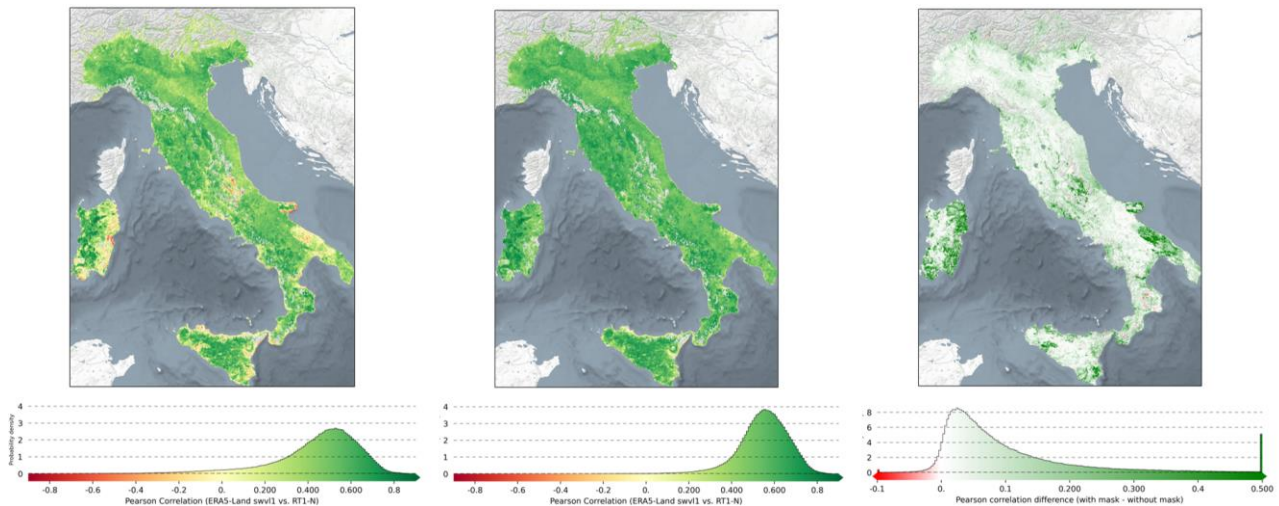 Probability density
4
3
2
1
0
-0.8 -0.6 -0.4 -0.2 0. 0.200 0.400 0.600 0.8
Pearson Correlation (ERA5-Land swvl1 vs. RT1-N)
4
3
2
1
0
-0.8 -0.6 -0.4 -0.2 0. 0.200 0.400 0.600 0.8
Pearson Correlation (ERA5-Land swvl1 vs. RT1-N)
8
6
4
2
0
-0.1 0. 0.1 0.200 0.300 0.400 0.500
Pearson correlation difference (with mask - without mask)